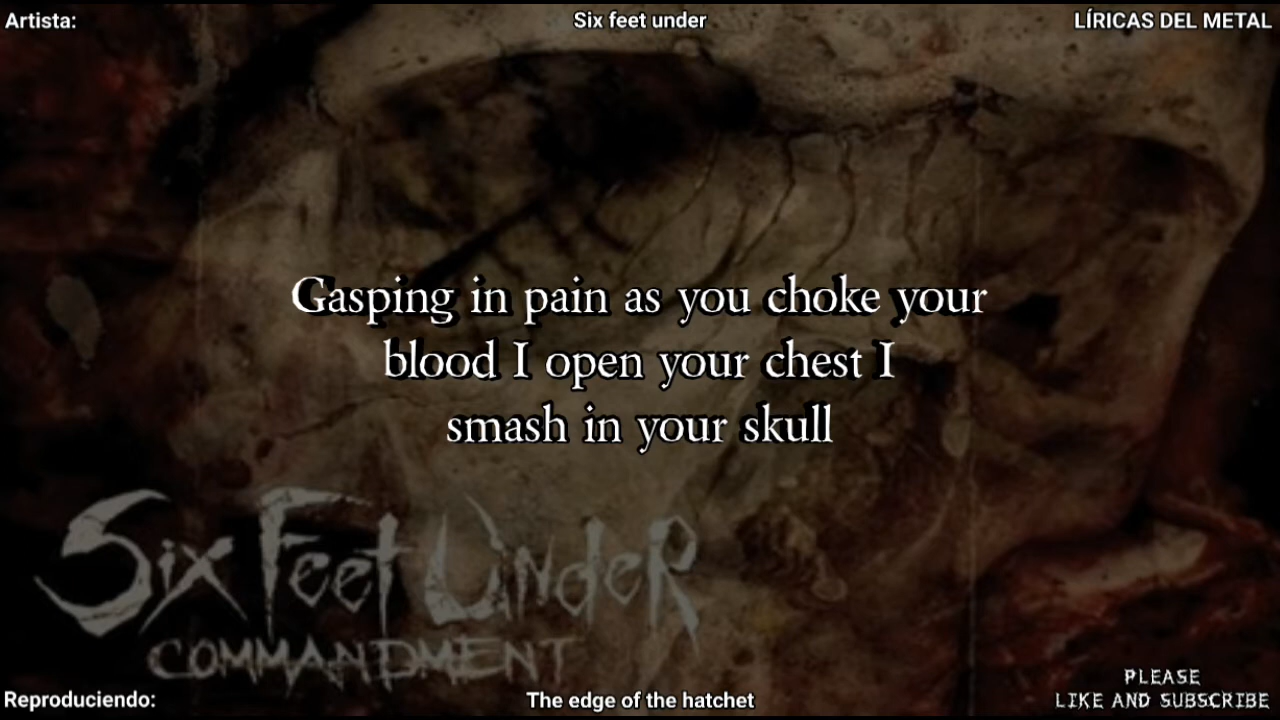 Artista:
Six feet under
LÍRICAS DEL METAL
Gasping in pain as you choke your
blood I open your chest I
smash in your skull
Six Feet Under
COMMANDMENT
Reproduciendo:
The edge of the hatchet
PLEASE
LIKE AND SUBSCRIBE